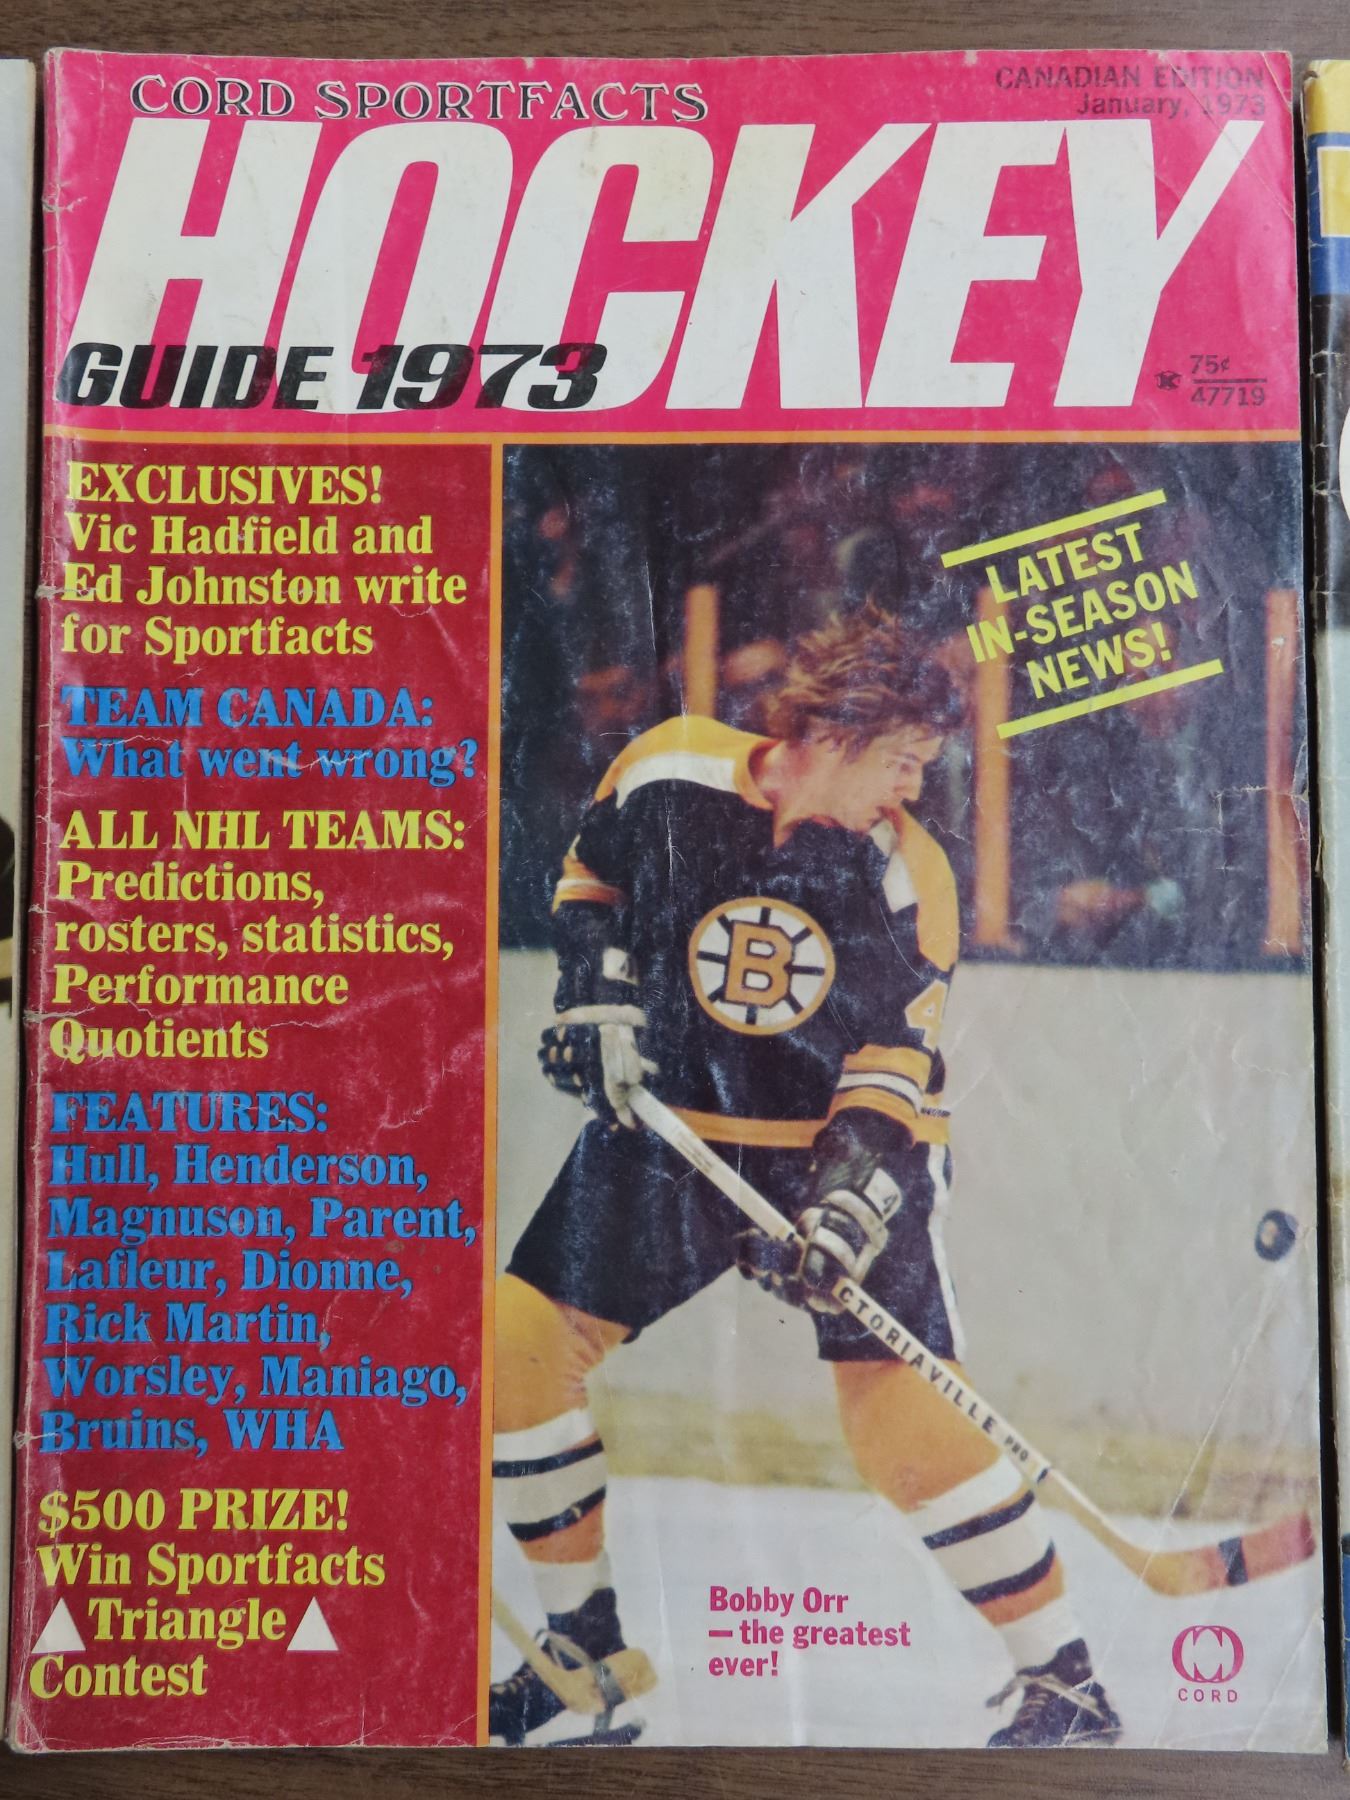 CORD SPORTFACTS
CANADIAN EDITION
January, 1973
HOCKEY
GUIDE 1973
75¢
47719
EXCLUSIVES!
Vic Hadfield and
Ed Johnston write
for Sportfacts
TEAM CANADA:
What went wrong?
ALL NHL TEAMS:
Predictions,
rosters, statistics,
Performance
Quotients
FEATURES:
Hull, Henderson,
Magnuson, Parent,
Lafleur, Dionne,
Rick Martin,
Worsley, Maniago,
Bruins, WHA
$500 PRIZE!
Win Sportfacts
Triangle
Contest
LATEST
IN-SEASON
NEWS!
B
4
4
4
CTORIAVILLE PRO
Bobby Orr
— the greatest
ever!
CORD